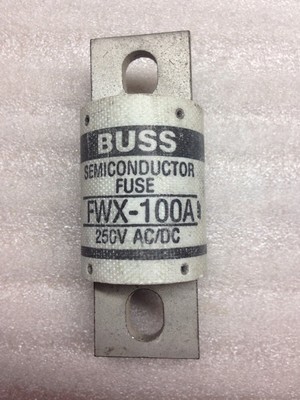 BUSS
SEMICONDUCTOR
FUSE
FWX-100A
250V AC/DC